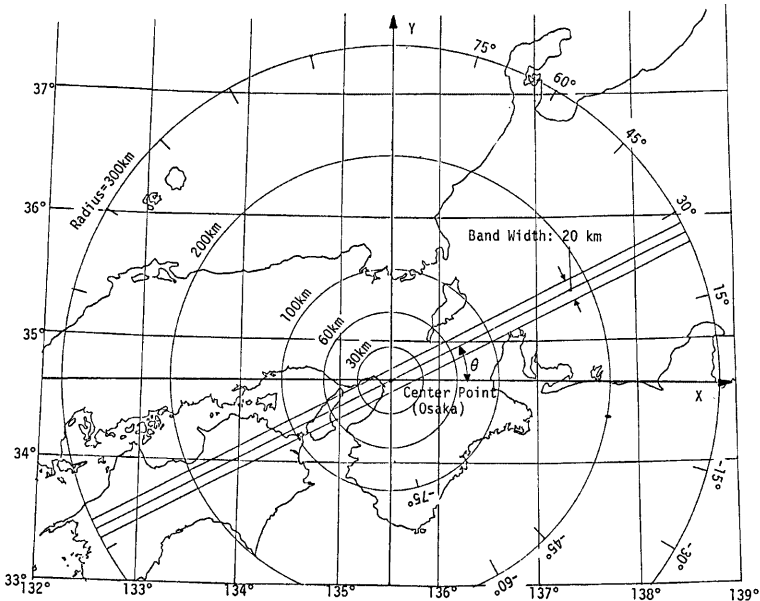 Y
75°
60°
45°
30°
15°
37°
36°
35°
34°
33°
Radius=300km
200km
100km
60km
30km
Band Width: 20 km
θ
Center Point
(Osaka)
X
-15°
-30°
-45°
-60°
-75°
132°
133°
134°
135°
136°
137°
138°
139°